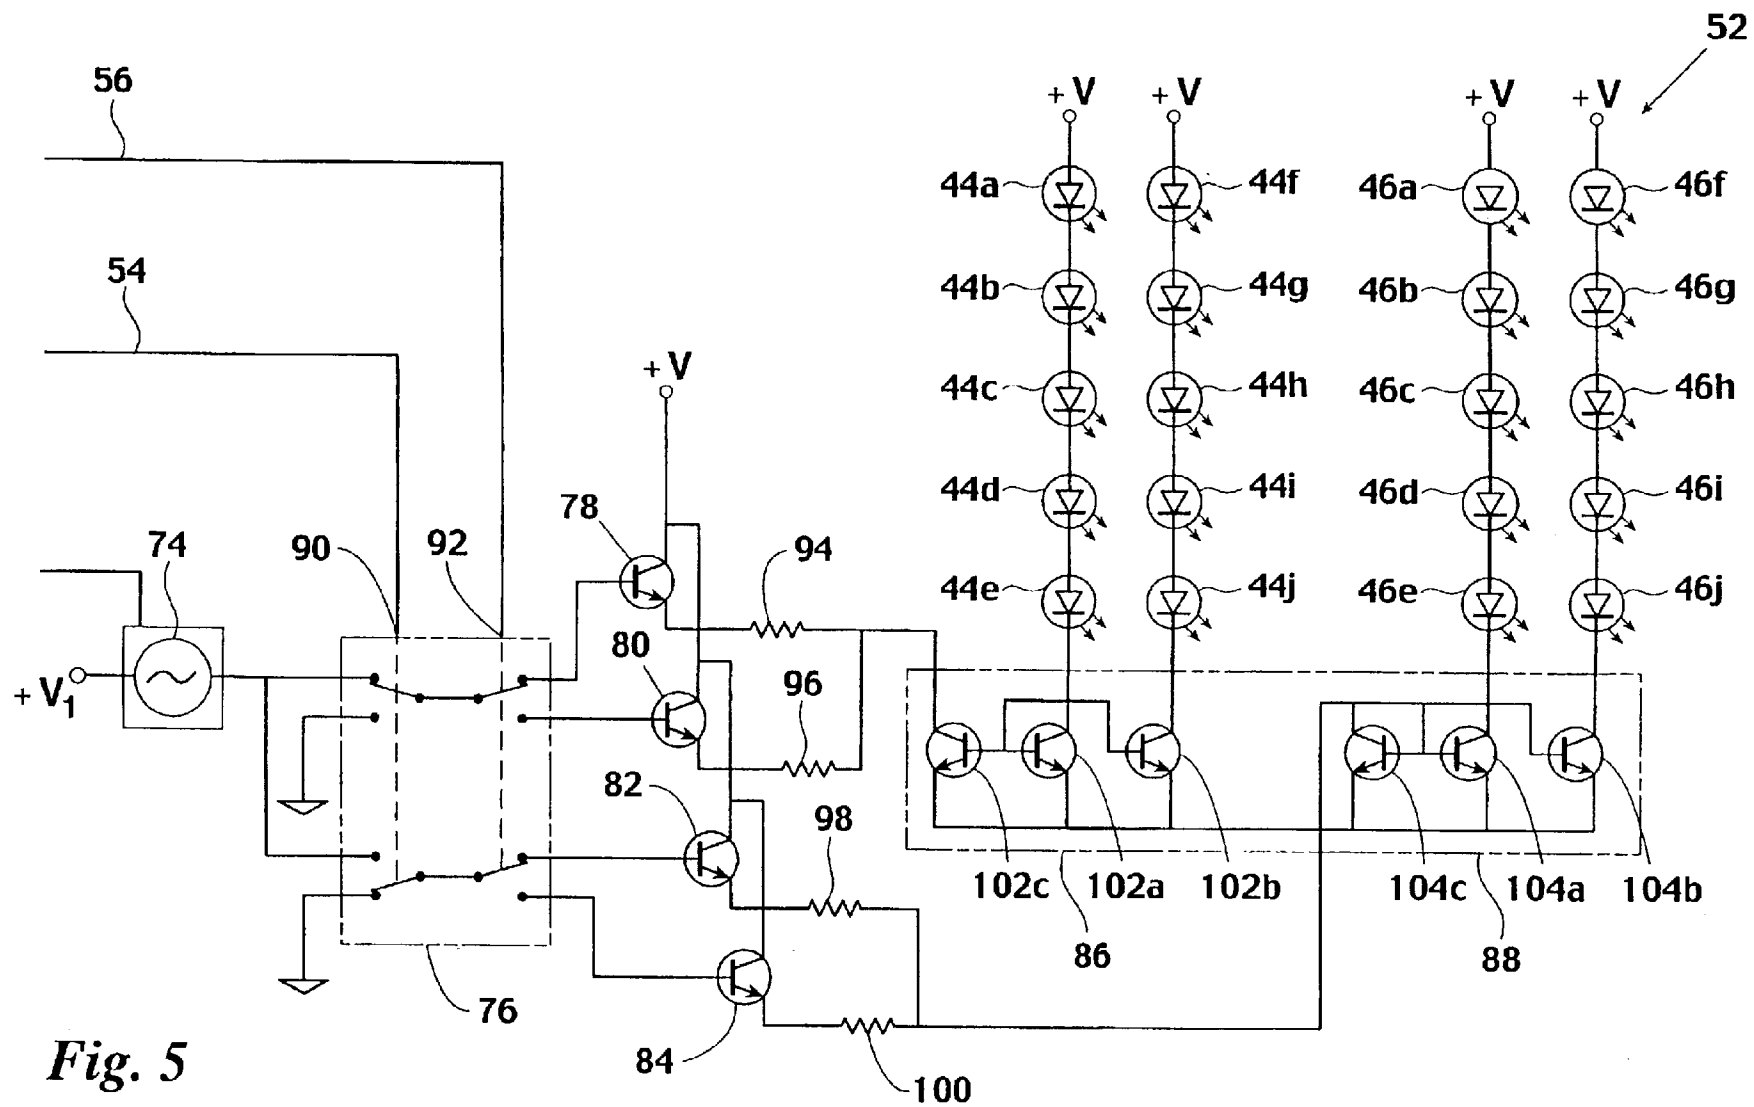 52
56
+ V + V + V + V
44a 44f 46a 46f
54
44b 44g 46b 46g
+ V
44c 44h 46c 46h
78
44d 44i 46d 46i
74 90 92 94
44e 44j 46e 46j
80
+ V1
96
82
98
102c 102a 102b 104c 104a 104b
86 88
76
84
100
Fig. 5